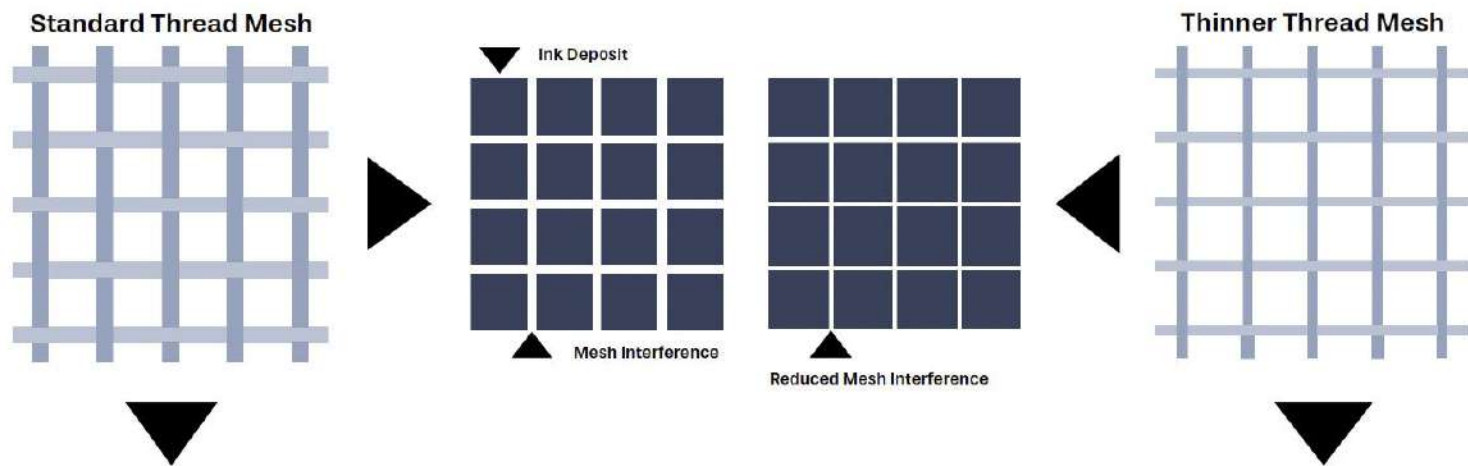 Standard Thread Mesh
Thinner Thread Mesh
Ink Deposit
Mesh Interference
Reduced Mesh Interference